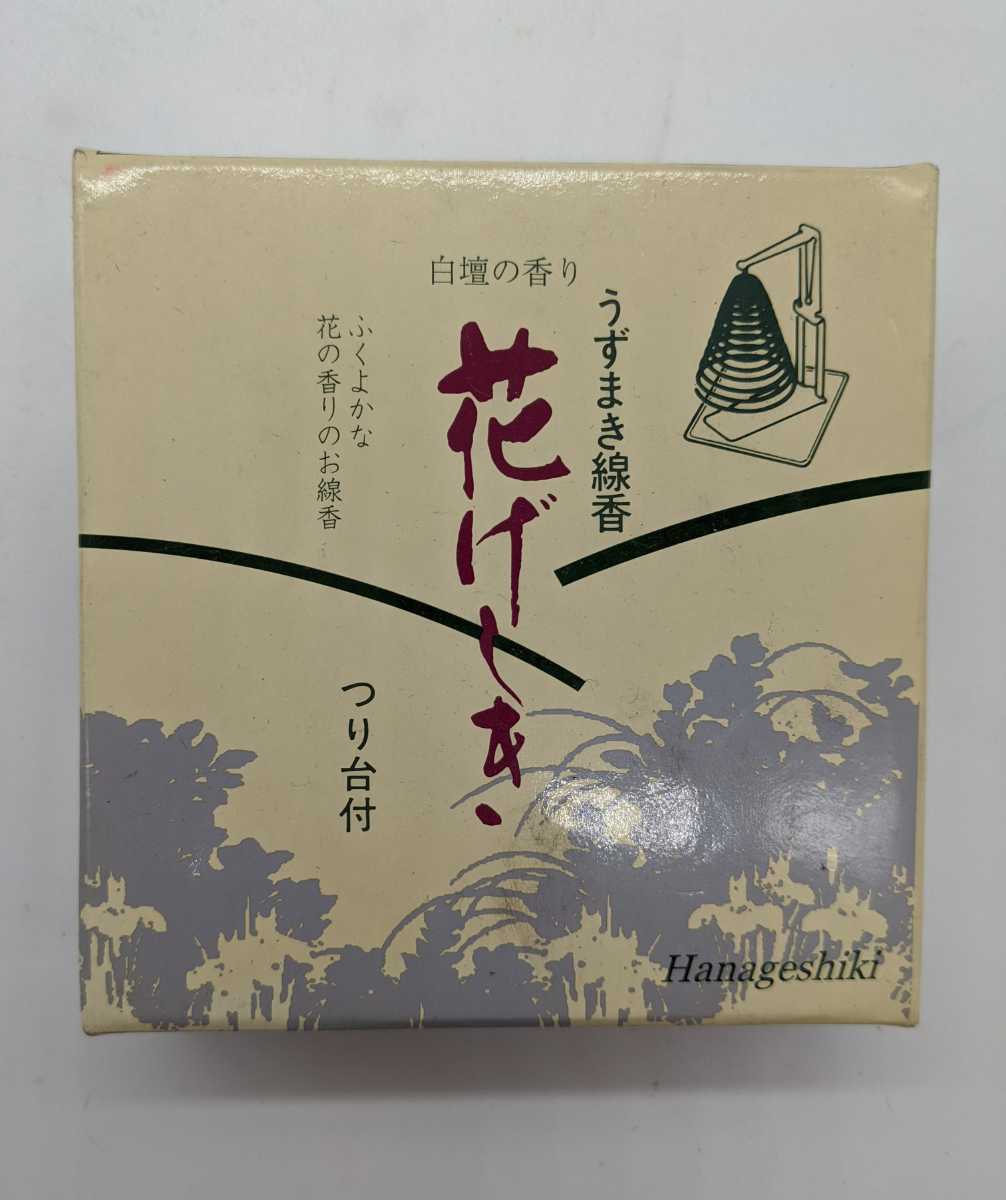 白壇の香り
うずまき線香
花げしき
ふくよかな
花の香りのお線香
つり台付
Hanageshiki